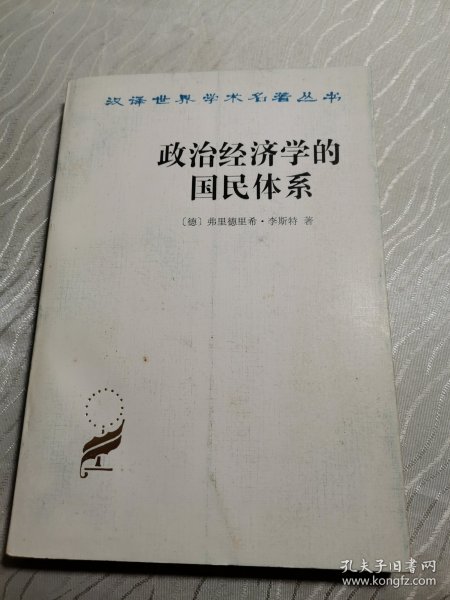 汉译世界学术名著丛书
政治经济学的
国民体系
〔德〕弗里德里希·李斯特 著
孔夫子旧书网
www.kongfz.com